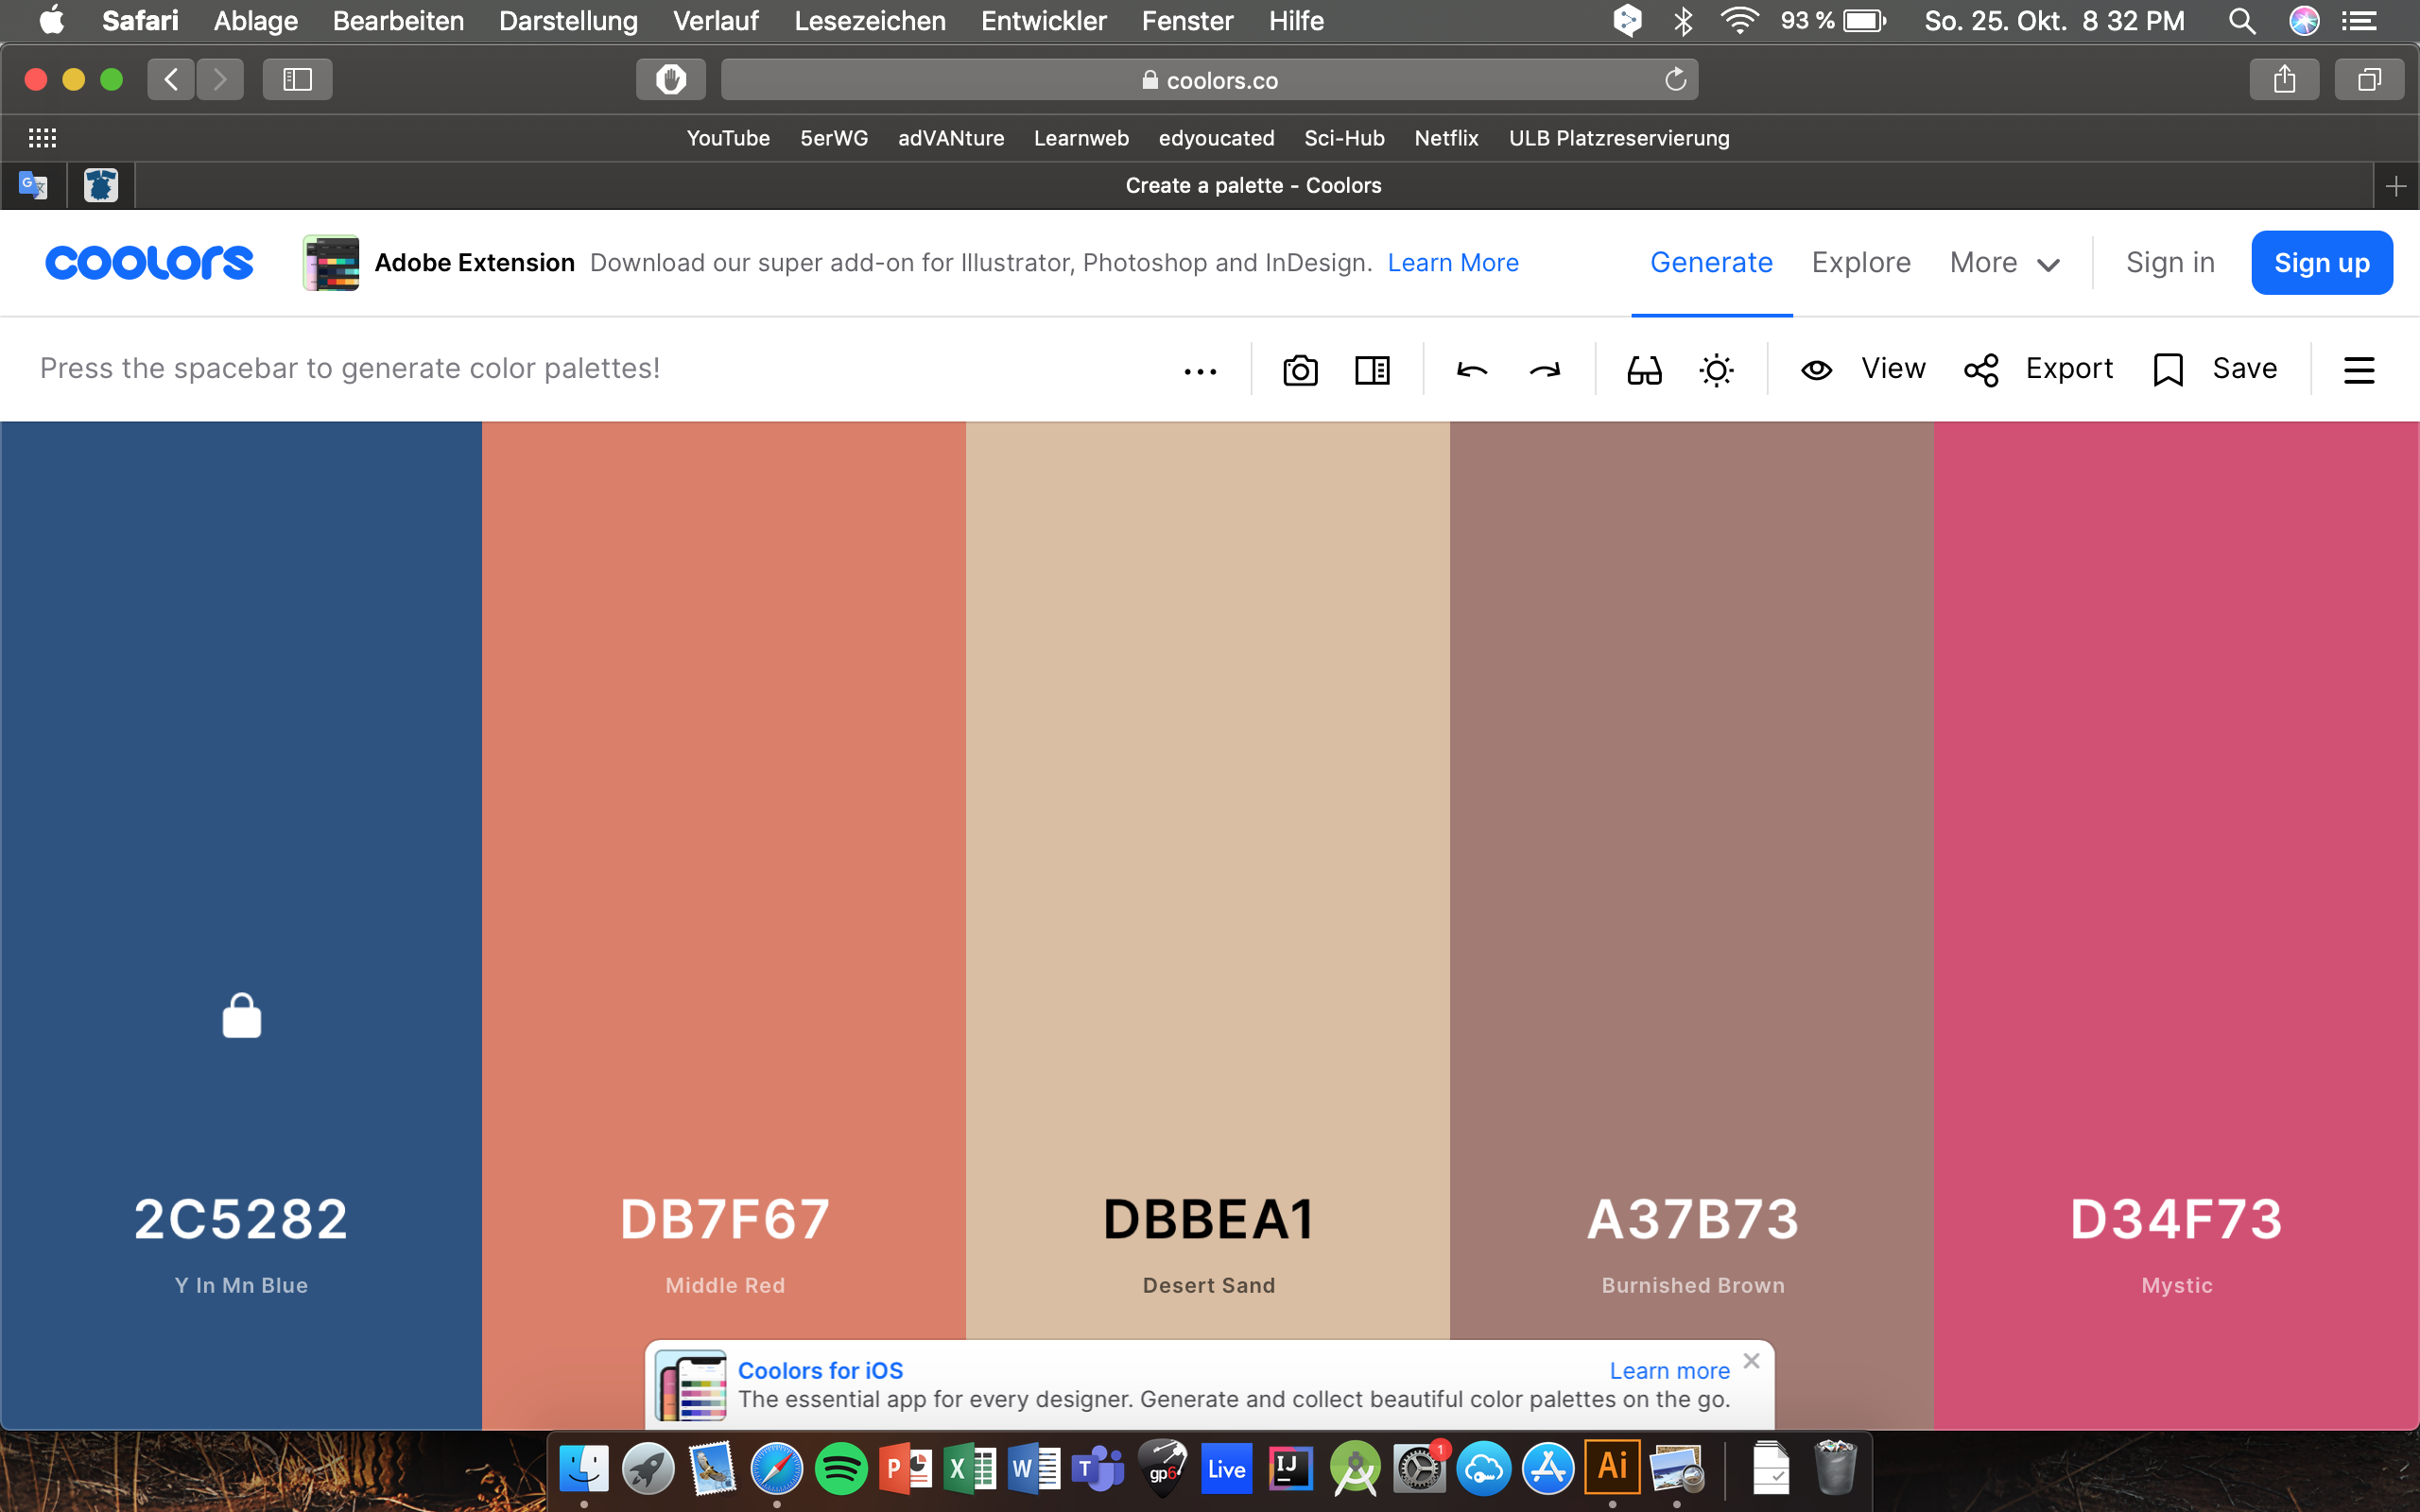 Safari Ablage Bearbeiten Darstellung Verlauf Lesezeichen Entwickler Fenster Hilfe 93 % So. 25. Okt. 8 32 PM
coolors.co
YouTube 5erWG adVANture Learnweb edyoucated Sci-Hub Netflix ULB Platzreservierung
Create a palette - Coolors
coolors Adobe Extension Download our super add-on for Illustrator, Photoshop and InDesign. Learn More Generate Explore More Sign in Sign up
Press the spacebar to generate color palettes! View Export Save
2C5282 DB7F67 DBBEA1 A37B73 D34F73
Y In Mn Blue Middle Red Desert Sand Burnished Brown Mystic
Coolors for iOS Learn more
The essential app for every designer. Generate and collect beautiful color palettes on the go.
P X W T gp6 Live IJ 1 Ai